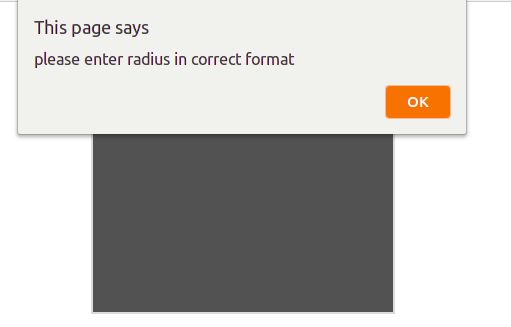 This page says
please enter radius in correct format
OK